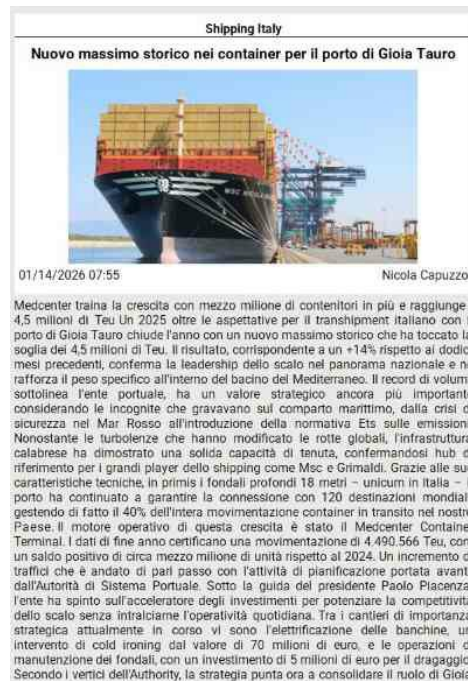 Shipping Italy
Nuovo massimo storico nei container per il porto di Gioia Tauro
01/14/2026 07:55
Nicola Capuzzo
Medcenter traina la crescita con mezzo milione di contenitori in più e raggiunge
4,5 milioni di Teu Un 2025 oltre le aspettative per il transhipment italiano con
porto di Gioia Tauro chiude l'anno con un nuovo massimo storico che ha toccato la
soglia dei 4,5 milioni di Teu. Il risultato, corrispondente a un +14% rispetto ai dodic
mesi precedenti, conferma la leadership dello scalo nel panorama nazionale e n
rafforza il peso specifico all'interno del bacino del Mediterraneo. Il record di volum
sottolinea l'ente portuale, ha un valore strategico ancora più important
considerando le incognite che gravavano sul comparto marittimo, dalla crisi d
sicurezza nel Mar Rosso all'introduzione della normativa Ets sulle emission
Nonostante le turbolenze che hanno modificato le rotte globali, l'infrastruttur
calabrese ha dimostrato una solida capacità di tenuta, confermandosi hub d
riferimento per i grandi player dello shipping come Msc e Grimaldi. Grazie alle su
caratteristiche tecniche, in primis i fondali profondi 18 metri – unicum in Italia –
porto ha continuato a garantire la connessione con 120 destinazioni mondial
gestendo di fatto il 40% dell'intera movimentazione container in transito nel nostr
Paese. Il motore operativo di questa crescita è stato il Medcenter Containe
Terminal. I dati di fine anno certificano una movimentazione di 4.490.566 Teu, con
un saldo positivo di circa mezzo milione di unità rispetto al 2024. Un incremento d
traffici che è andato di pari passo con l'attività di pianificazione portata avant
dall'Autorità di Sistema Portuale. Sotto la guida del presidente Paolo Piacenza
l'ente ha spinto sull'acceleratore degli investimenti per potenziare la competitivit
dello scalo senza intralciarne l'operatività quotidiana. Tra i cantieri di importanz
strategica attualmente in corso vi sono l'elettrificazione delle banchine, un
intervento di cold ironing dal valore di 70 milioni di euro, e le operazioni d
manutenzione dei fondali, con un investimento di 5 milioni di euro per il dragaggio
Secondo i vertici dell'Authority, la strategia punta ora a consolidare il ruolo di Gioia